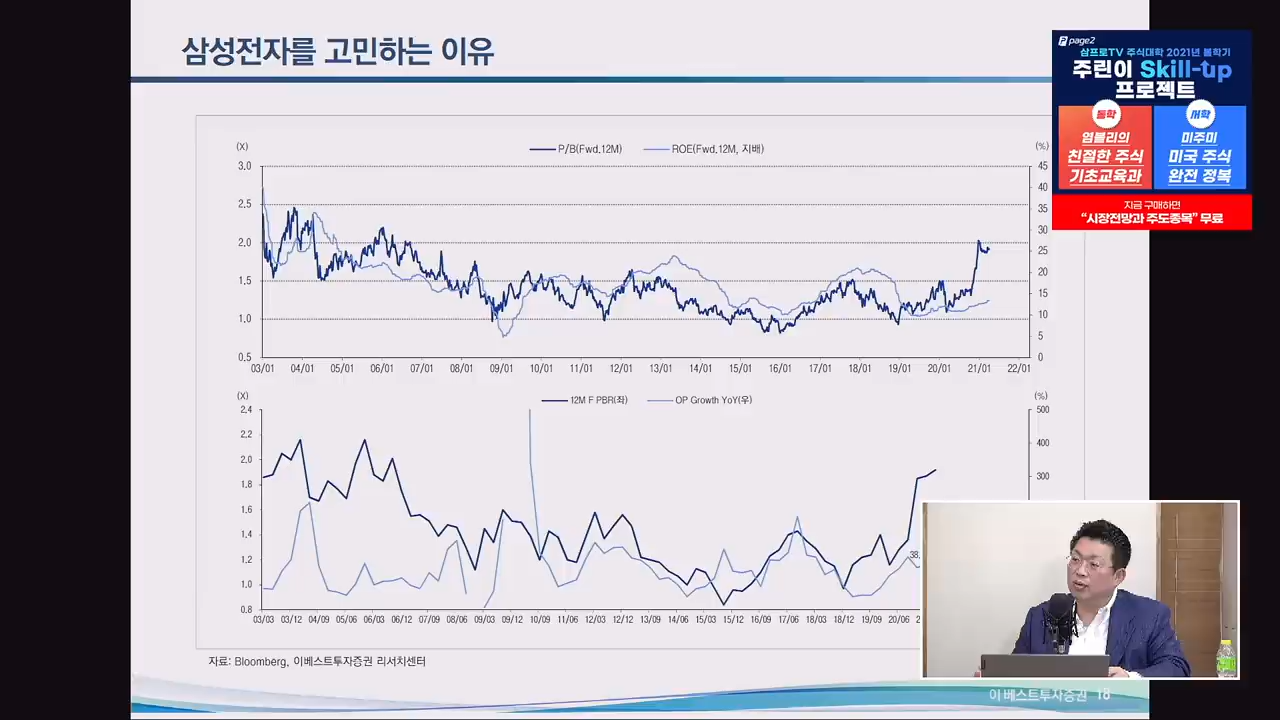 삼성전자를 고민하는 이유
page2
삼프로TV 주식대학 2021년 봄학기
주린이 Skill-up
프로젝트
동학
염블리의
친절한 주식
기초교육과
서학
미주미
미국 주식
완전 정복
지금 구매하면
“시장전망과 주도종목” 무료
(X)
P/B(Fwd.12M)
ROE(Fwd.12M, 지배)
(%)
3,0
2,5
2,0
1,5
1,0
0,5
45
40
35
30
25
20
15
10
5
0
03/01 04/01 05/01 06/01 07/01 08/01 09/01 10/01 11/01 12/01 13/01 14/01 15/01 16/01 17/01 18/01 19/01 20/01 21/01 22/01
(X)
12M F PBR(좌)
OP Growth YoY(우)
(%)
2,4
2,2
2,0
1,8
1,6
1,4
1,2
1,0
0,8
500
400
300
38,
03/03 03/12 04/09 05/06 06/03 06/12 07/09 08/06 09/03 09/12 10/09 11/06 12/03 12/12 13/09 14/06 15/03 15/12 16/09 17/06 18/03 18/12 19/09 20/06 2
자료: Bloomberg, 이베스트투자증권 리서치센터
이베스트투자증권 18